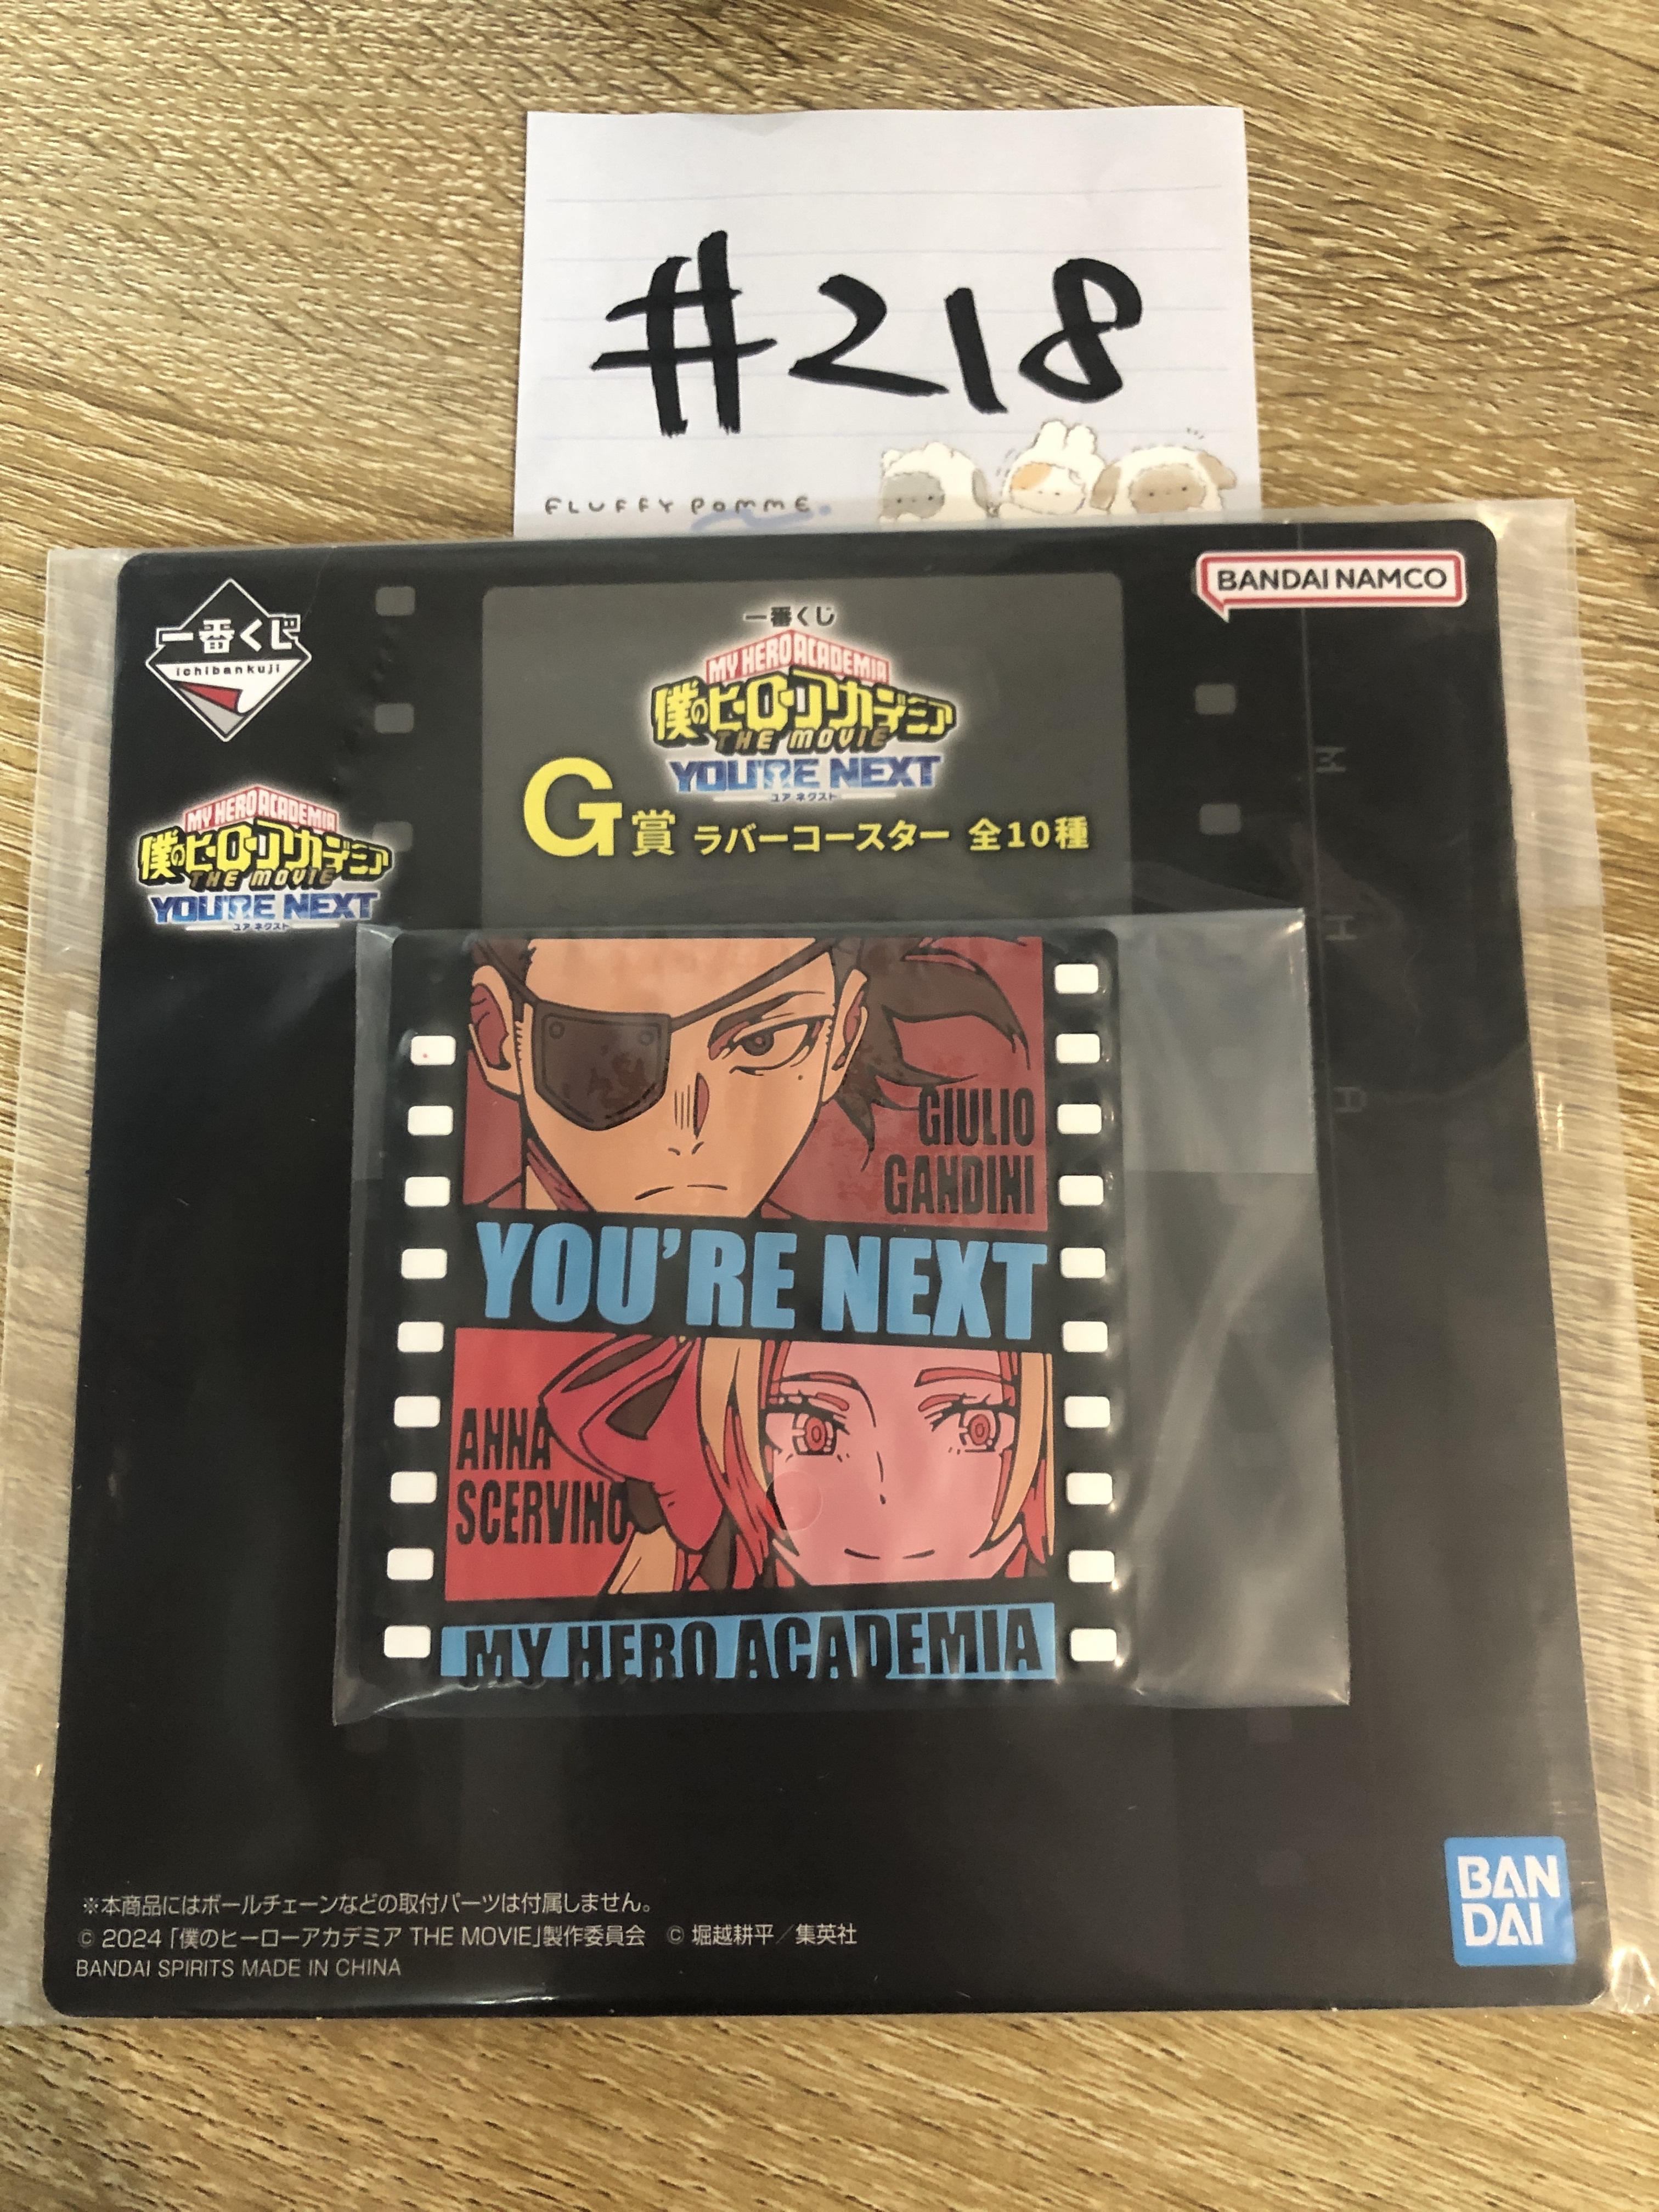 #218
FLUFFY POMME
一番くじ
ichibankuji
BANDAI NAMCO
一番くじ
MY HERO ACADEMIA
僕のヒーローアカデミア
THE MOVIE
YOU'RE NEXT
ユア ネクスト
G賞 ラバーコースター 全10種
MY HERO ACADEMIA
僕のヒーローアカデミア
THE MOVIE
YOU'RE NEXT
ユア ネクスト
GIULIO
GANDINI
YOU'RE NEXT
ANNA
SCERVINO
MY HERO ACADEMIA
※本商品にはボールチェーンなどの取付パーツは付属しません。
© 2024「僕のヒーローアカデミア THE MOVIE」製作委員会 © 堀越耕平／集英社
BANDAI SPIRITS MADE IN CHINA
BAN
DAI